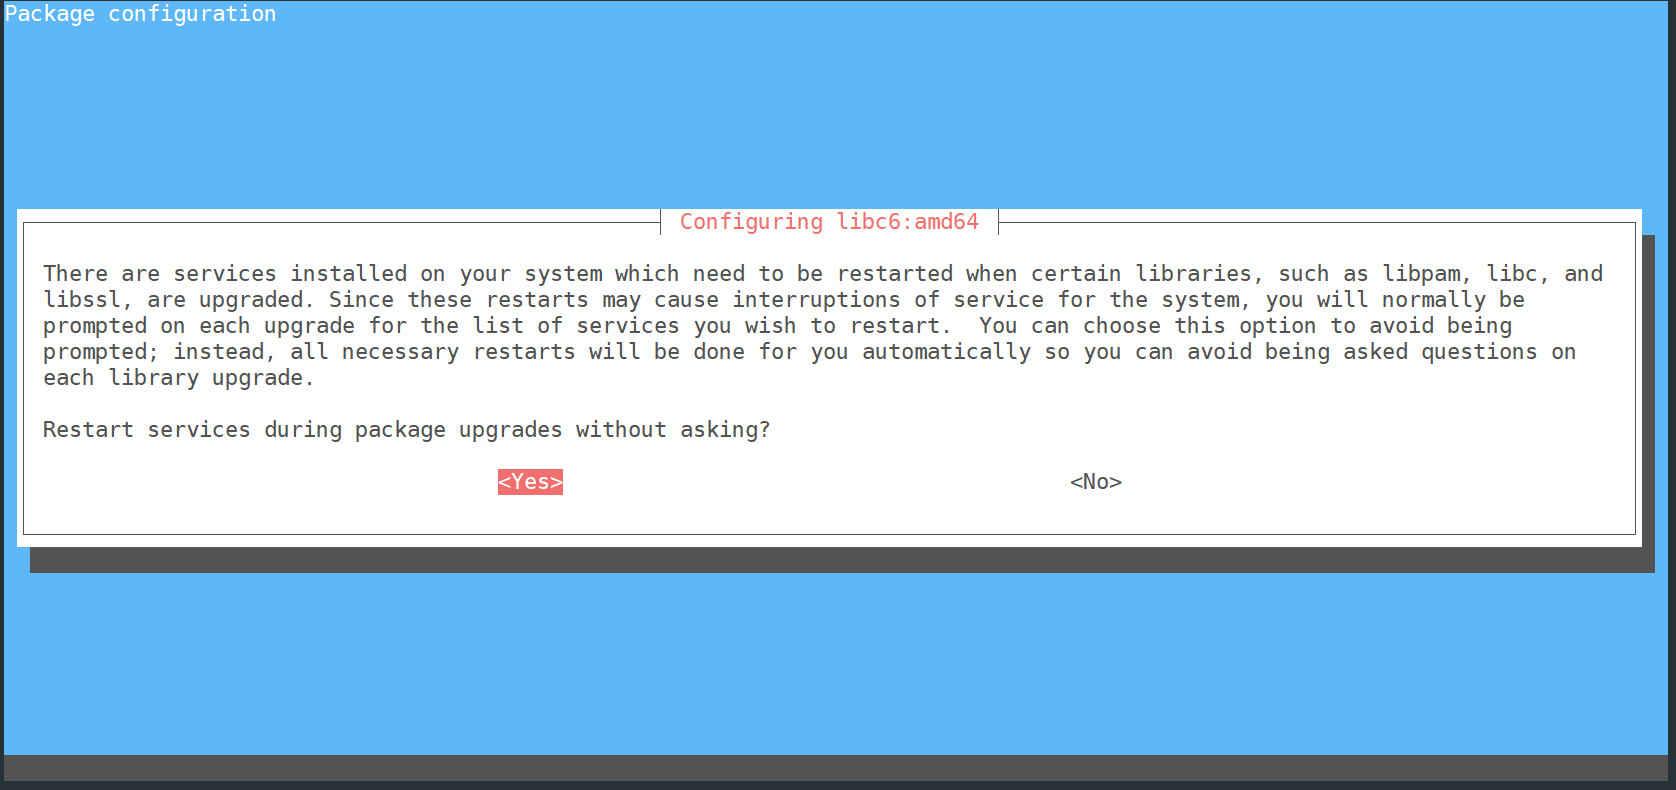 Package configuration
Configuring libc6:amd64
There are services installed on your system which need to be restarted when certain libraries, such as libpam, libc, and
libssl, are upgraded. Since these restarts may cause interruptions of service for the system, you will normally be
prompted on each upgrade for the list of services you wish to restart.  You can choose this option to avoid being
prompted; instead, all necessary restarts will be done for you automatically so you can avoid being asked questions on
each library upgrade.
Restart services during package upgrades without asking?
<Yes> <No>